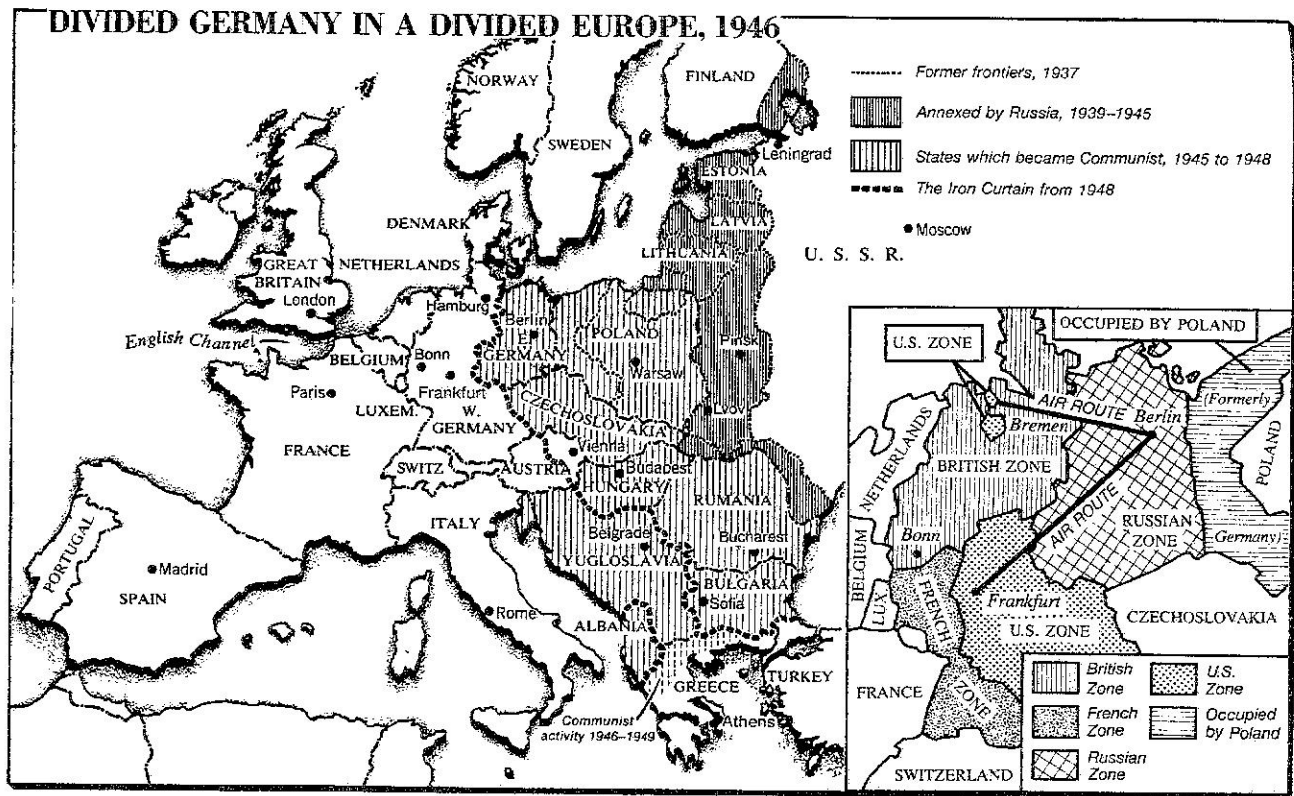 DIVIDED GERMANY IN A DIVIDED EUROPE, 1946
Former frontiers, 1937
Annexed by Russia, 1939–1945
States which became Communist, 1945 to 1948
The Iron Curtain from 1948
Moscow
U. S. S. R.
NORWAY
FINLAND
SWEDEN
Leningrad
ESTONIA
LATVIA
LITHUANIA
DENMARK
GREAT
BRITAIN
London
NETHERLANDS
Hamburg
English Channel
BELGIUM
Bonn
Berlin
E.
GERMANY
POLAND
Warsaw
Pinsk
Lvov
Paris
LUXEM.
Frankfurt
W.
GERMANY
CZECHOSLOVAKIA
FRANCE
SWITZ
Vienna
AUSTRIA
Budapest
HUNGARY
RUMANIA
ITALY
Belgrade
YUGLOSLAVIA
Bucharest
BULGARIA
Sofia
PORTUGAL
Madrid
SPAIN
Rome
ALBANIA
GREECE
TURKEY
Athens
Communist
activity 1946–1949
OCCUPIED BY POLAND
U.S. ZONE
AIR ROUTE
Berlin
(Formerly
Bremen
NETHERLANDS
BRITISH ZONE
POLAND
AIR ROUTE
RUSSIAN
ZONE
Germany)
Bonn
BELGIUM
LUX
FRENCH
ZONE
Frankfurt
U.S. ZONE
CZECHOSLOVAKIA
FRANCE
SWITZERLAND
British
Zone
U.S.
Zone
French
Zone
Occupied
by Poland
Russian
Zone